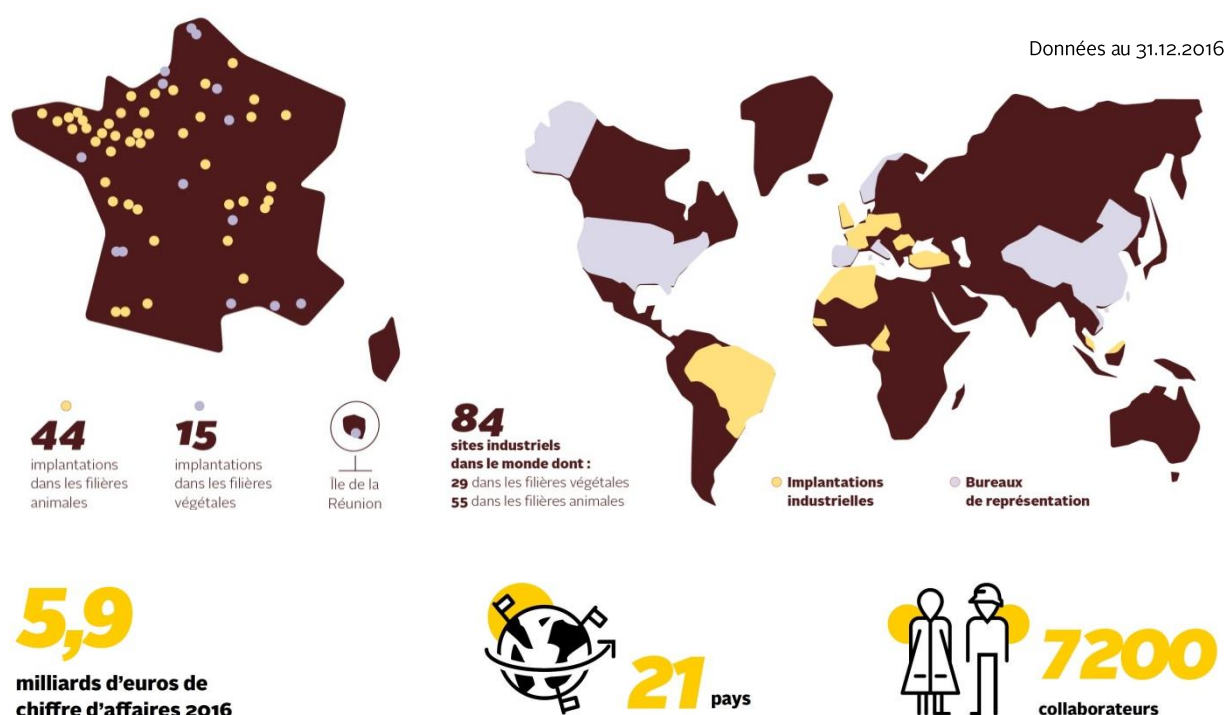 Données au 31.12.2016
44
implantations
dans les filières
animales
15
implantations
dans les filières
végétales
Île de la
Réunion
84
sites industriels
dans le monde dont :
29 dans les filières végétales
55 dans les filières animales
Implantations
industrielles
Bureaux
de représentation
5,9
milliards d'euros de
chiffre d'affaires 2016
21 pays
7200
collaborateurs